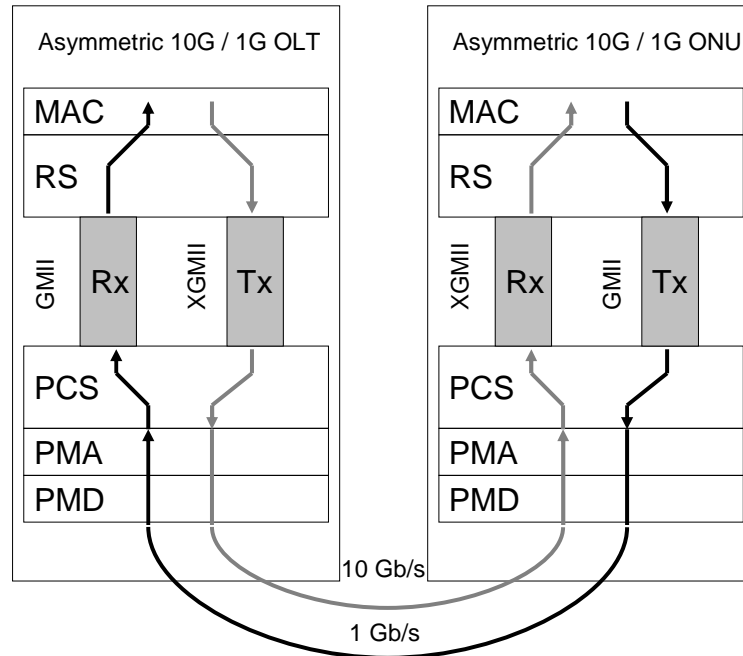 Asymmetric 10G / 1G OLT
MAC
RS
GMII
Rx
XGMII
Tx
PCS
PMA
PMD
Asymmetric 10G / 1G ONU
MAC
RS
XGMII
Rx
GMII
Tx
PCS
PMA
PMD
10 Gb/s
1 Gb/s